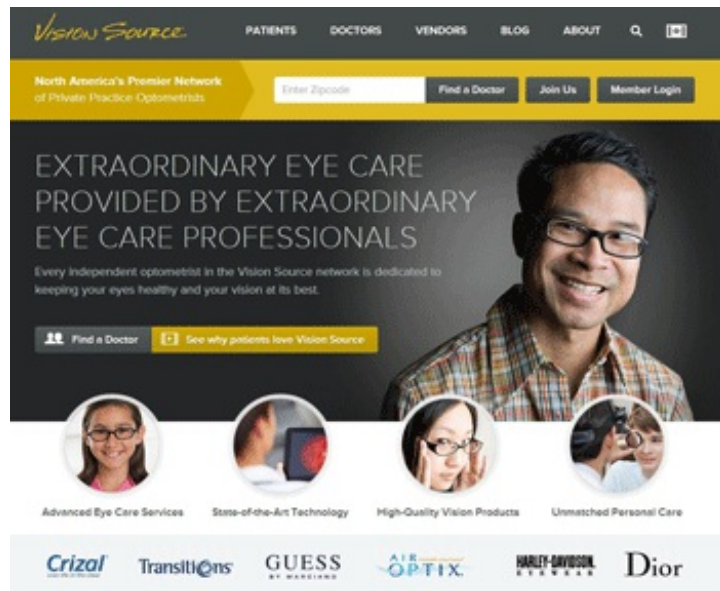 Vision Source
PATIENTS DOCTORS VENDORS BLOG ABOUT
North America's Premier Network
of Private Practice Optometrists
Enter Zipcode Find a Doctor Join Us Member Login
EXTRAORDINARY EYE CARE
PROVIDED BY EXTRAORDINARY
EYE CARE PROFESSIONALS
Every independent optometrist in the Vision Source network is dedicated to
keeping your eyes healthy and your vision at its best.
Find a Doctor See why patients love Vision Source
Advanced Eye Care Services State-of-the-Art Technology High-Quality Vision Products Unmatched Personal Care
Crizal Transitions GUESS AIR OPTIX HARLEY-DAVIDSON Dior
BY MARCIANO EYEWEAR